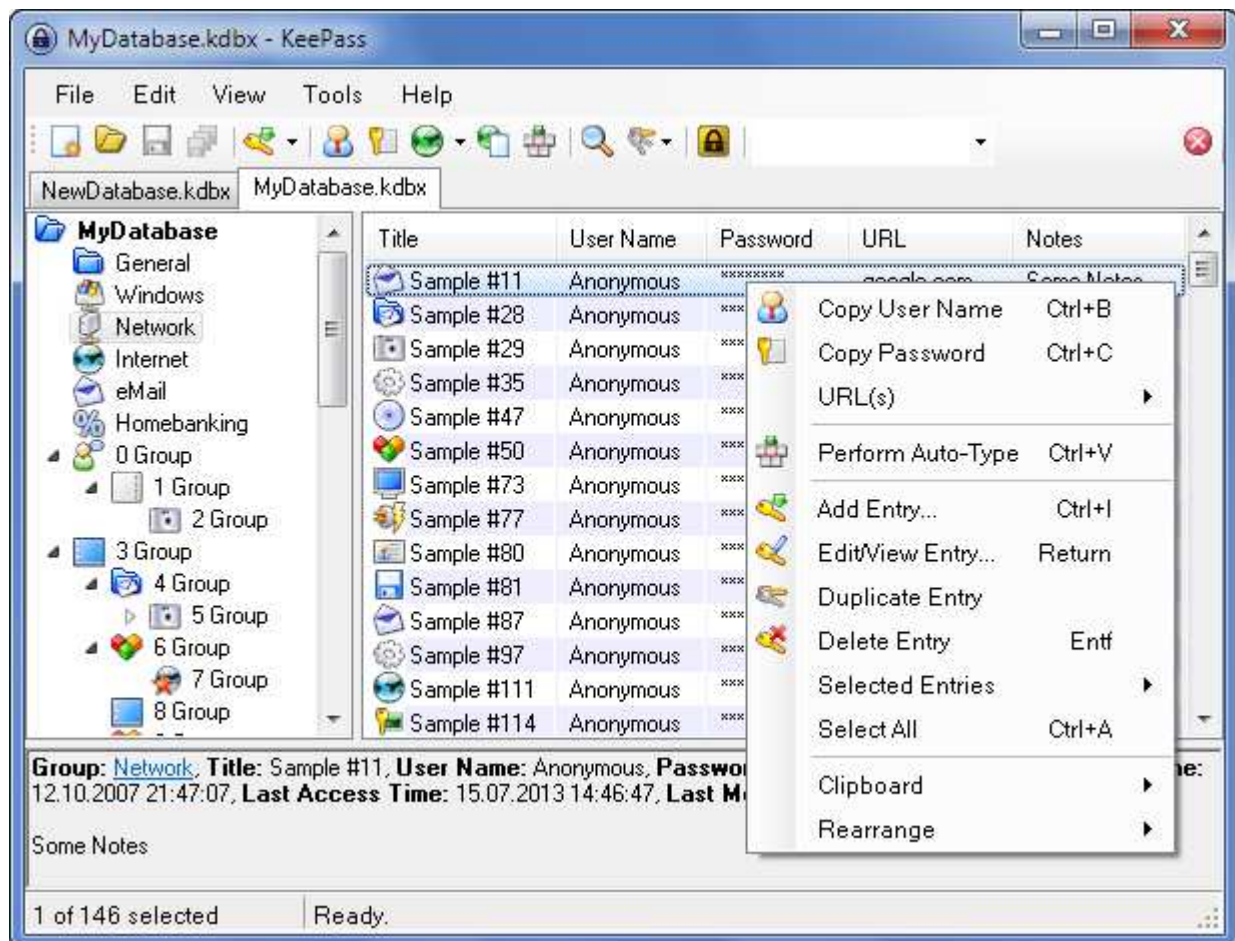 MyDatabase.kdbx - KeePass
File Edit View Tools Help
NewDatabase.kdbx MyDatabase.kdbx
MyDatabase
General
Windows
Network
Internet
eMail
Homebanking
0 Group
1 Group
2 Group
3 Group
4 Group
5 Group
6 Group
7 Group
8 Group
Title User Name Password URL Notes
Sample #11 Anonymous ******** google.com Some Notes
Sample #28 Anonymous ***
Sample #29 Anonymous ***
Sample #35 Anonymous ***
Sample #47 Anonymous ***
Sample #50 Anonymous ***
Sample #73 Anonymous ***
Sample #77 Anonymous ***
Sample #80 Anonymous ***
Sample #81 Anonymous ***
Sample #87 Anonymous ***
Sample #97 Anonymous ***
Sample #111 Anonymous ***
Sample #114 Anonymous ***
Copy User Name Ctrl+B
Copy Password Ctrl+C
URL(s)
Perform Auto-Type Ctrl+V
Add Entry... Ctrl+I
Edit/View Entry... Return
Duplicate Entry
Delete Entry Entf
Selected Entries
Select All Ctrl+A
Clipboard
Rearrange
Group: Network, Title: Sample #11, User Name: Anonymous,
12.10.2007 21:47:07, Last Access Time: 15.07.2013 14:46:47, Last
Some Notes
1 of 146 selected Ready.